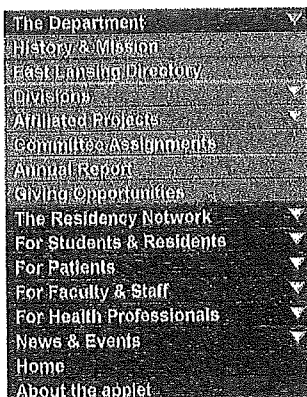 The Department
History & Mission
East Lansing Directory
Divisions
Affiliated Projects
Committee Assignments
Annual Report
Giving Opportunities
The Residency Network
For Students & Residents
For Patients
For Faculty & Staff
For Health Professionals
News & Events
Home
About the applet